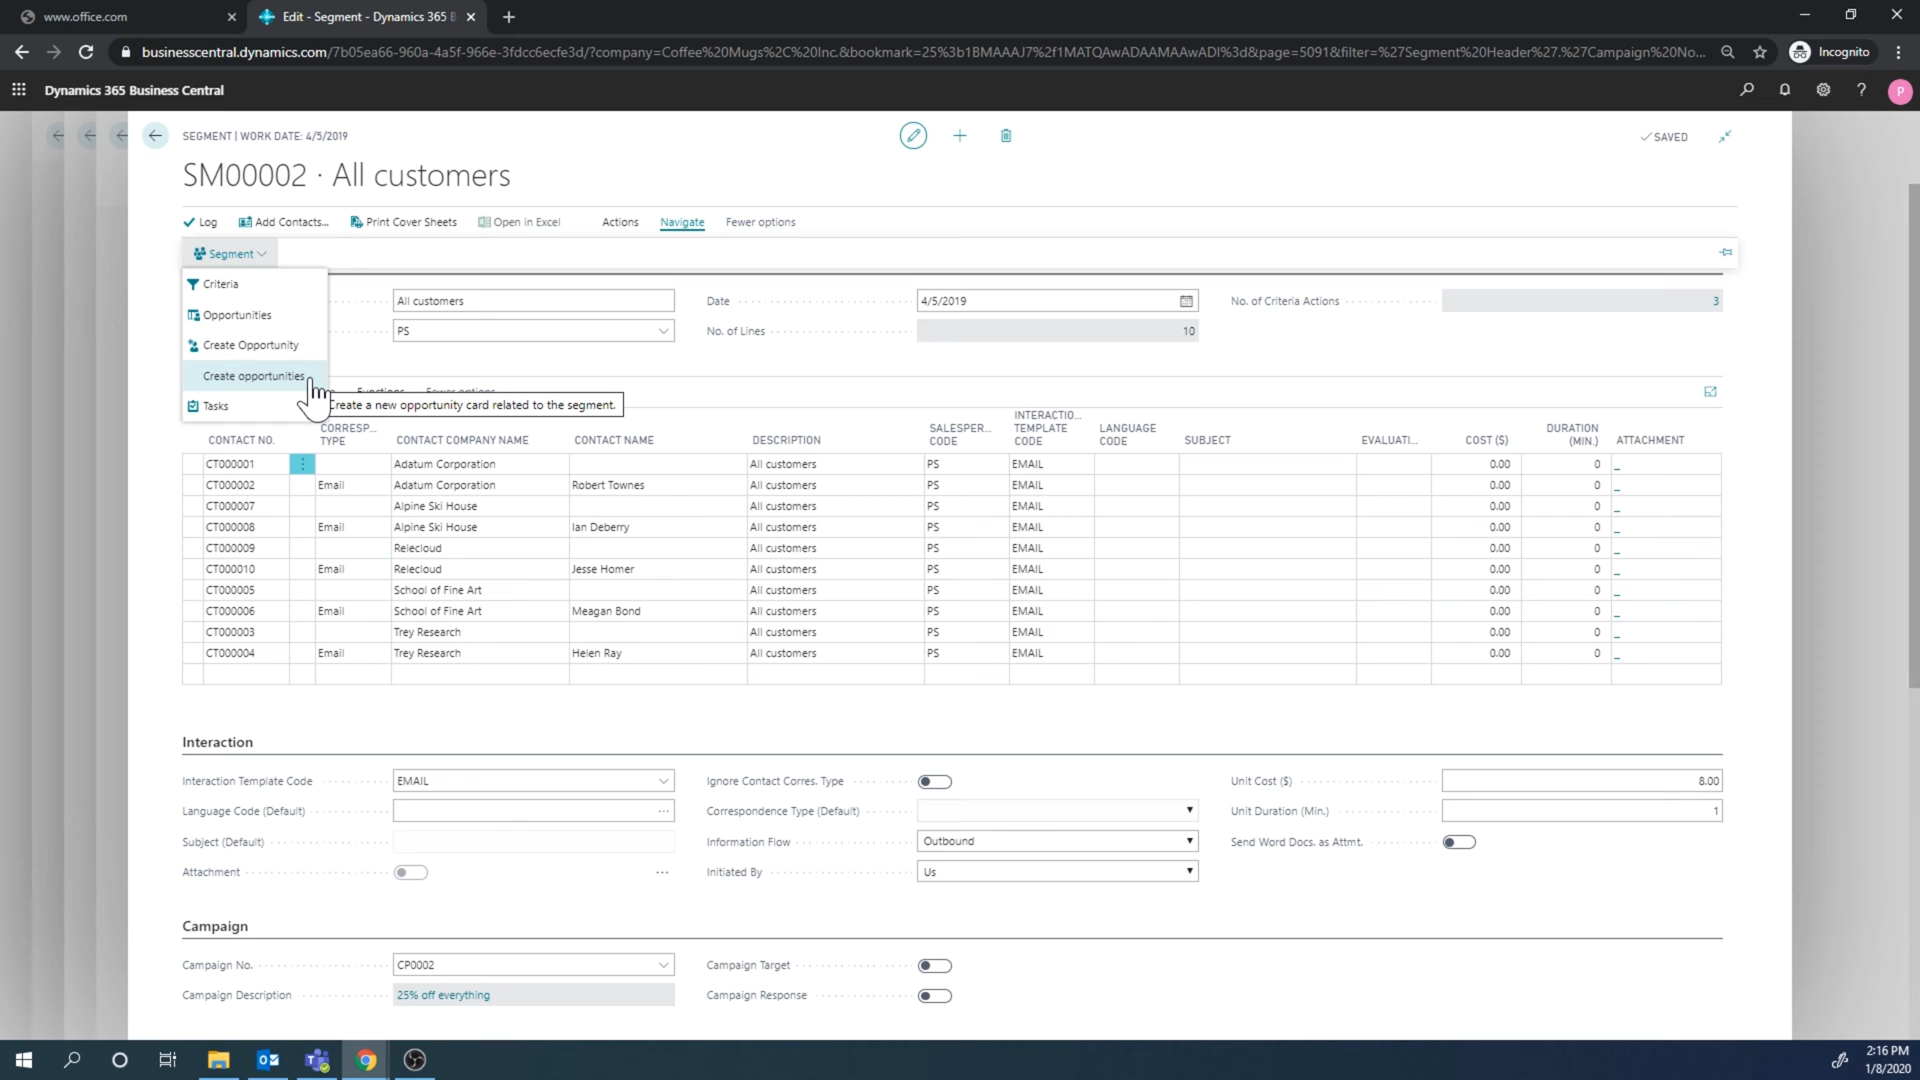 www.office.com
Edit - Segment - Dynamics 365 B
businesscentral.dynamics.com/7b05ea66-960a-4a5f-966e-3fdcc6ecfe3d/?company=Coffee%20Mugs%2C%20Inc.&bookmark=25%3b1BMAAAJ7%2f1MATQAwADAAMAAwADI%3d&page=5091&filter=%27Segment%20Header%27.%27Campaign%20No...
Incognito
Dynamics 365 Business Central
P
SEGMENT | WORK DATE: 4/5/2019
SAVED
SM00002 · All customers
Log Add Contacts... Print Cover Sheets Open in Excel Actions Navigate Fewer options
Segment
Criteria
Opportunities
Create Opportunity
Create opportunities
Tasks
All customers
Date 4/5/2019
No. of Criteria Actions 3
PS
No. of Lines 10
Functions Fewer options
Create a new opportunity card related to the segment.
CONTACT NO. CORRESP... TYPE CONTACT COMPANY NAME CONTACT NAME DESCRIPTION SALESPER... CODE INTERACTIO... TEMPLATE CODE LANGUAGE CODE SUBJECT EVALUATI... COST ($) DURATION (MIN.) ATTACHMENT
CT000001 Adatum Corporation All customers PS EMAIL 0.00 0 _
CT000002 Email Adatum Corporation Robert Townes All customers PS EMAIL 0.00 0 _
CT000007 Alpine Ski House All customers PS EMAIL 0.00 0 _
CT000008 Email Alpine Ski House Ian Deberry All customers PS EMAIL 0.00 0 _
CT000009 Relecloud All customers PS EMAIL 0.00 0 _
CT000010 Email Relecloud Jesse Homer All customers PS EMAIL 0.00 0 _
CT000005 School of Fine Art All customers PS EMAIL 0.00 0 _
CT000006 Email School of Fine Art Meagan Bond All customers PS EMAIL 0.00 0 _
CT000003 Trey Research All customers PS EMAIL 0.00 0 _
CT000004 Email Trey Research Helen Ray All customers PS EMAIL 0.00 0 _
Interaction
Interaction Template Code EMAIL
Ignore Contact Corres. Type
Unit Cost ($) 8.00
Language Code (Default) ...
Correspondence Type (Default)
Unit Duration (Min.) 1
Subject (Default)
Information Flow Outbound
Send Word Docs. as Attmt.
Attachment ...
Initiated By Us
Campaign
Campaign No. CP0002
Campaign Target
Campaign Description 25% off everything
Campaign Response
2:16 PM
1/8/2020